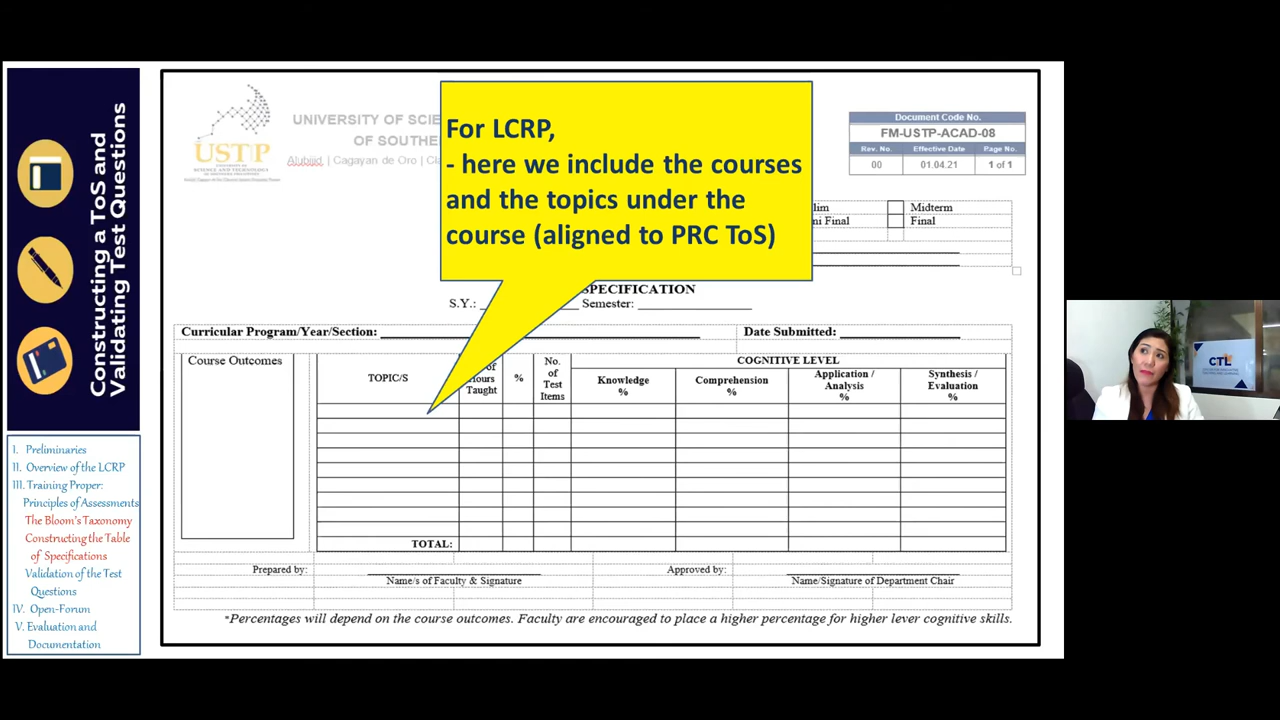 Constructing a ToS and
Validating Test Questions
I. Preliminaries
II. Overview of the LCRP
III. Training Proper:
Principles of Assessments
The Bloom's Taxonomy
Constructing the Table
of Specifications
Validation of the Test
Questions
IV. Open-Forum
V. Evaluation and
Documentation
USTP
UNIVERSITY OF SCIE
OF SOUTHE
Alubijid | Cagayan de Oro | Cla
For LCRP,
- here we include the courses
and the topics under the
course (aligned to PRC ToS)
Document Code No.
FM-USTP-ACAD-08
Rev. No. Effective Date Page No.
00 01.04.21 1 of 1
lim Midterm
ni Final Final
SPECIFICATION
S.Y.: Semester:
Curricular Program/Year/Section: Date Submitted:
Course Outcomes
TOPIC/S
of
Hours
Taught
%
No.
of
Test
Items
COGNITIVE LEVEL
Knowledge
%
Comprehension
%
Application /
Analysis
%
Synthesis /
Evaluation
%
TOTAL:
Prepared by: Approved by:
Name/s of Faculty & Signature Name/Signature of Department Chair
*Percentages will depend on the course outcomes. Faculty are encouraged to place a higher percentage for higher lever cognitive skills.
CTL